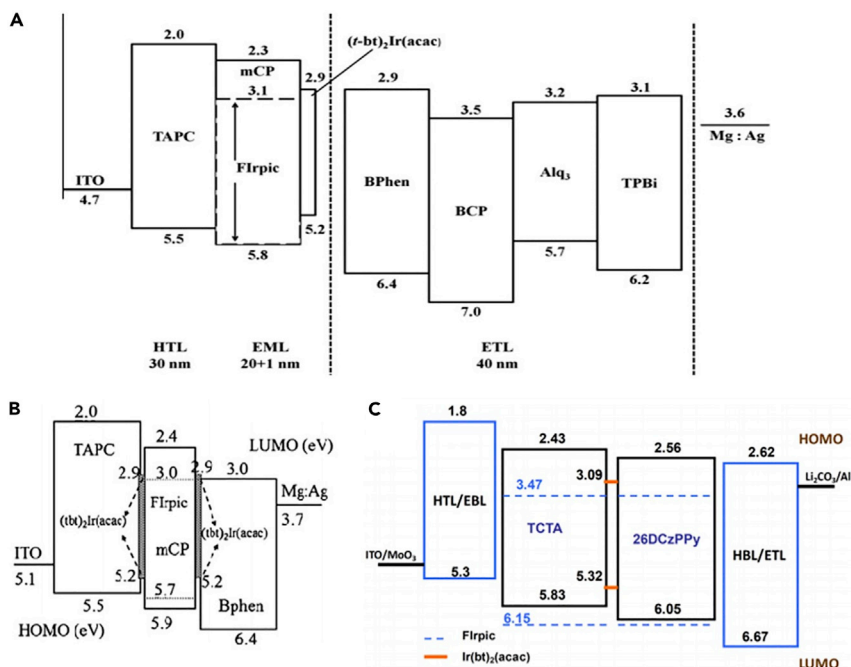 A
2.0
2.3
mCP
(t-bt)2Ir(acac)
2.9
3.1
TAPC
FIrpic
ITO
4.7
5.5
5.8
5.2
2.9
3.5
3.2
3.1
BPhen
BCP
Alq3
TPBi
6.4
7.0
5.7
6.2
3.6
Mg : Ag
HTL
30 nm
EML
20+1 nm
ETL
40 nm
B
2.0
TAPC
2.4
LUMO (eV)
2.9
3.0
2.9
3.0
FIrpic
Mg:Ag
3.7
(tbt)2Ir(acac)
(tbt)2Ir(acac)
mCP
ITO
5.1
5.2
5.7
5.2
5.5
5.9
Bphen
6.4
HOMO (eV)
C
1.8
2.43
2.56
2.62
HOMO
3.47
3.09
Li2CO3/Al
HTL/EBL
TCTA
26DCzPPy
HBL/ETL
ITO/MoO3
5.3
5.32
5.83
6.15
6.05
6.67
FIrpic
Ir(bt)2(acac)
LUMO